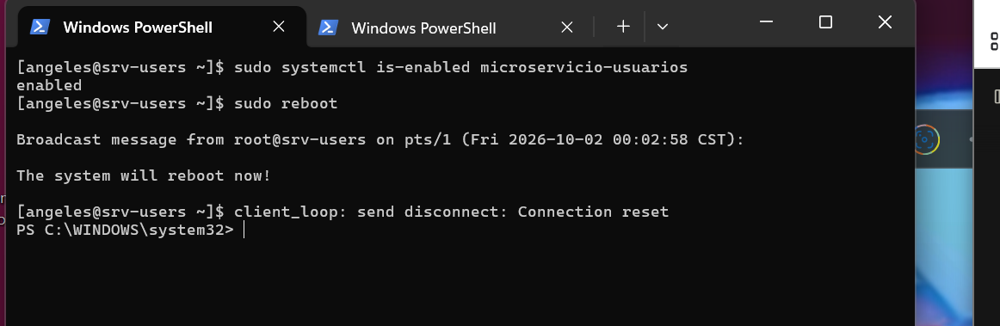 Windows PowerShell
Windows PowerShell
[angeles@srv-users ~]$ sudo systemctl is-enabled microservicio-usuarios
enabled
[angeles@srv-users ~]$ sudo reboot
Broadcast message from root@srv-users on pts/1 (Fri 2026-10-02 00:02:58 CST):
The system will reboot now!
[angeles@srv-users ~]$ client_loop: send disconnect: Connection reset
PS C:\WINDOWS\system32>